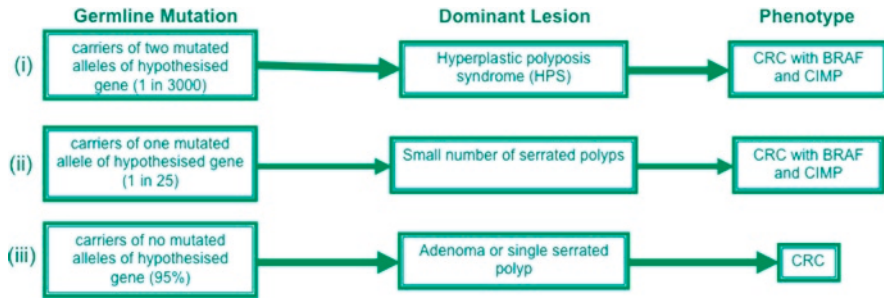 Germline Mutation Dominant Lesion Phenotype
(i)
carriers of two mutated
alleles of hypothesised
gene (1 in 3000)
Hyperplastic polyposis
syndrome (HPS)
CRC with BRAF
and CIMP
(ii)
carriers of one mutated
allele of hypothesised gene
(1 in 25)
Small number of serrated polyps
CRC with BRAF
and CIMP
(iii)
carriers of no mutated
alleles of hypothesised
gene (95%)
Adenoma or single serrated
polyp
CRC